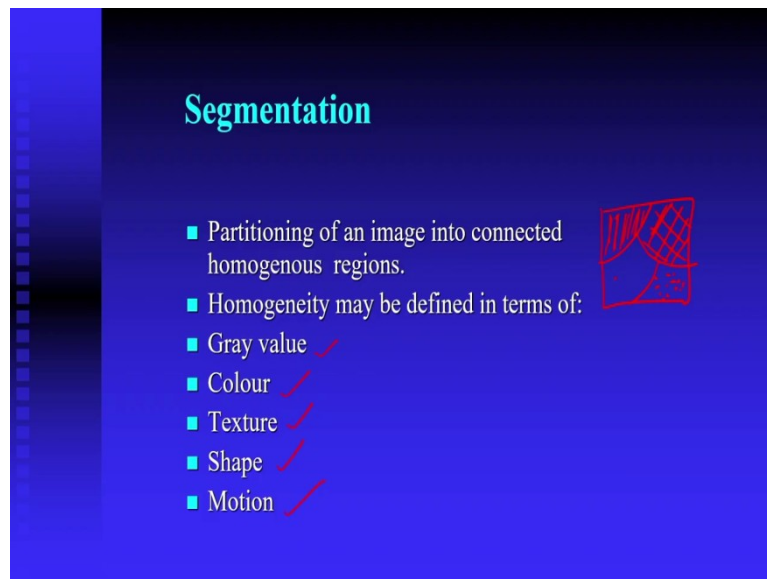 Segmentation
Partitioning of an image into connected
homogenous regions.
Homogeneity may be defined in terms of:
Gray value
Colour
Texture
Shape
Motion